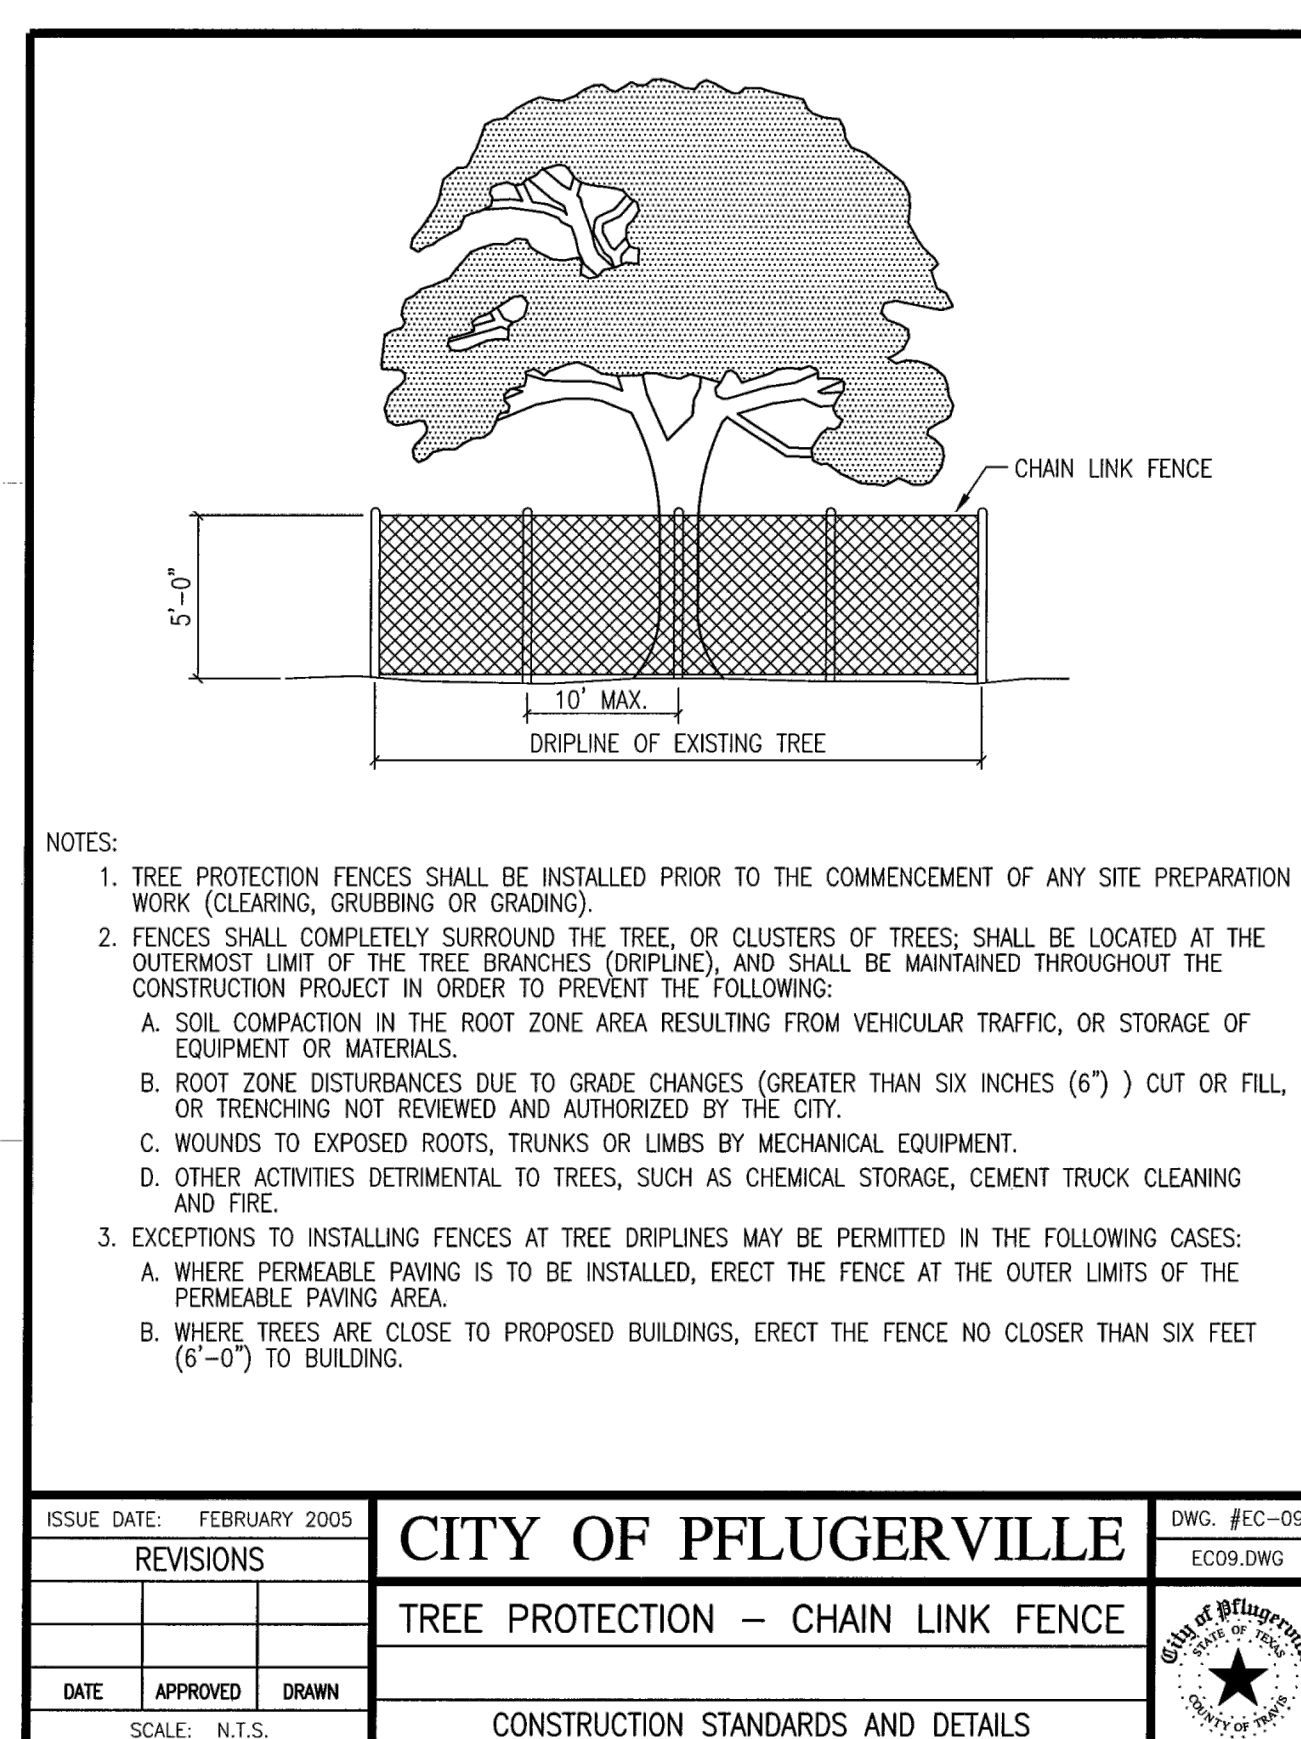 CHAIN LINK FENCE
5'-0"
10' MAX.
DRIPLINE OF EXISTING TREE
NOTES:
1. TREE PROTECTION FENCES SHALL BE INSTALLED PRIOR TO THE COMMENCEMENT OF ANY SITE PREPARATION
WORK (CLEARING, GRUBBING OR GRADING).
2. FENCES SHALL COMPLETELY SURROUND THE TREE, OR CLUSTERS OF TREES; SHALL BE LOCATED AT THE
OUTERMOST LIMIT OF THE TREE BRANCHES (DRIPLINE), AND SHALL BE MAINTAINED THROUGHOUT THE
CONSTRUCTION PROJECT IN ORDER TO PREVENT THE FOLLOWING:
A. SOIL COMPACTION IN THE ROOT ZONE AREA RESULTING FROM VEHICULAR TRAFFIC, OR STORAGE OF
EQUIPMENT OR MATERIALS.
B. ROOT ZONE DISTURBANCES DUE TO GRADE CHANGES (GREATER THAN SIX INCHES (6") ) CUT OR FILL,
OR TRENCHING NOT REVIEWED AND AUTHORIZED BY THE CITY.
C. WOUNDS TO EXPOSED ROOTS, TRUNKS OR LIMBS BY MECHANICAL EQUIPMENT.
D. OTHER ACTIVITIES DETRIMENTAL TO TREES, SUCH AS CHEMICAL STORAGE, CEMENT TRUCK CLEANING
AND FIRE.
3. EXCEPTIONS TO INSTALLING FENCES AT TREE DRIPLINES MAY BE PERMITTED IN THE FOLLOWING CASES:
A. WHERE PERMEABLE PAVING IS TO BE INSTALLED, ERECT THE FENCE AT THE OUTER LIMITS OF THE
PERMEABLE PAVING AREA.
B. WHERE TREES ARE CLOSE TO PROPOSED BUILDINGS, ERECT THE FENCE NO CLOSER THAN SIX FEET
(6'-0") TO BUILDING.
ISSUE DATE: FEBRUARY 2005
REVISIONS
DATE APPROVED DRAWN
SCALE: N.T.S.
CITY OF PFLUGERVILLE
TREE PROTECTION - CHAIN LINK FENCE
CONSTRUCTION STANDARDS AND DETAILS
DWG. #EC-09
EC09.DWG
City of
STATE OF TEXAS
COUNTY OF TRAVIS